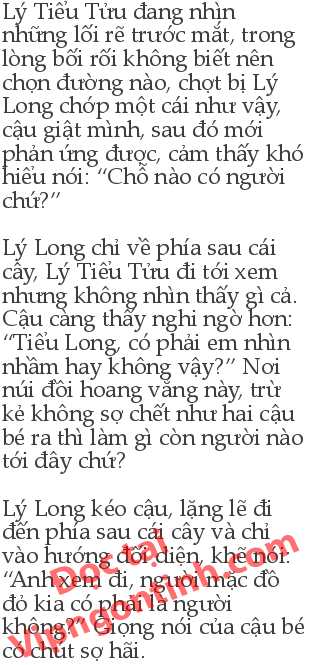 Lý Tiểu Tửu đang nhìn
những lối rẽ trước mắt, trong
lòng bối rối không biết nên
chọn đường nào, chợt bị Lý
Long chớp một cái như vậy,
cậu giật mình, sau đó mới
phản ứng được, cảm thấy khó
hiểu nói: “Chỗ nào có người
chứ?”
Lý Long chỉ về phía sau cái
cây, Lý Tiểu Tửu đi tới xem
nhưng không nhìn thấy gì cả.
Cậu càng thấy nghi ngờ hơn:
“Tiểu Long, có phải em nhìn
nhầm hay không vậy?” Nơi
núi đồi hoang vắng này, trừ
kẻ không sợ chết như hai cậu
bé ra thì làm gì còn người nào
tới đây chứ?
Lý Long kéo cậu, lặng lẽ đi
đến phía sau cái cây và chỉ
vào hướng đối diện, khẽ nói:
“Anh xem đi, người mặc đồ
đỏ kia có phải là người
không?” Giọng nói của cậu bé
có chút sợ hãi.
Doc tai
Vipngontinh.com